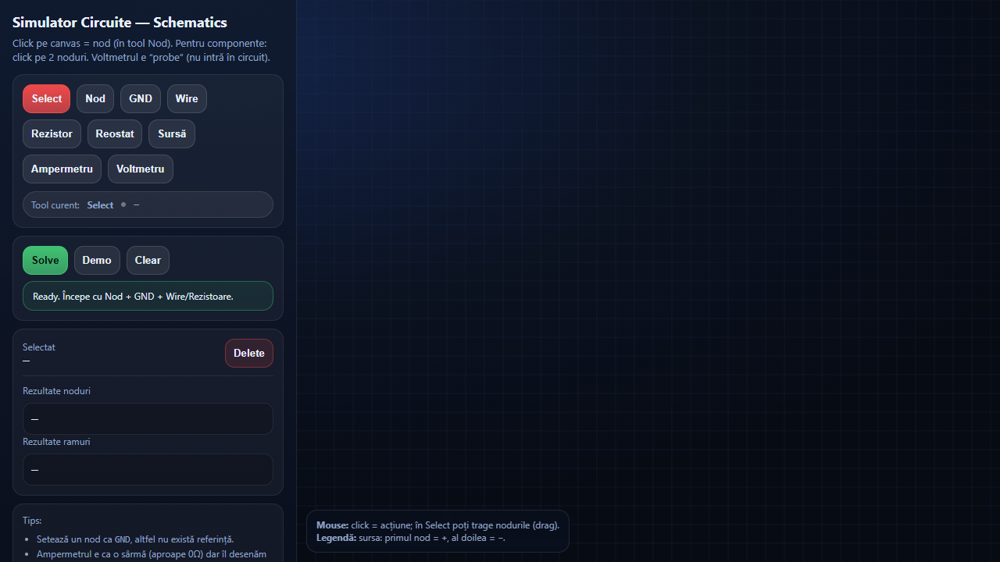 Simulator Circuite — Schematics
Click pe canvas = nod (în tool Nod). Pentru componente:
click pe 2 noduri. Voltmetrul e “probe” (nu intră în circuit).
Select
Nod
GND
Wire
Rezistor
Reostat
Sursă
Ampermetru
Voltmetru
Tool curent: Select • —
Solve
Demo
Clear
Ready. Începe cu Nod + GND + Wire/Rezistoare.
Selectat
—
Delete
Rezultate noduri
—
Rezultate ramuri
—
Tips:
• Setează un nod ca GND, altfel nu există referință.
• Ampermetrul e ca o sârmă (aproape 0Ω) dar îl desenăm
Mouse: click = acțiune; în Select poți trage nodurile (drag).
Legendă: sursa: primul nod = +, al doilea = −.